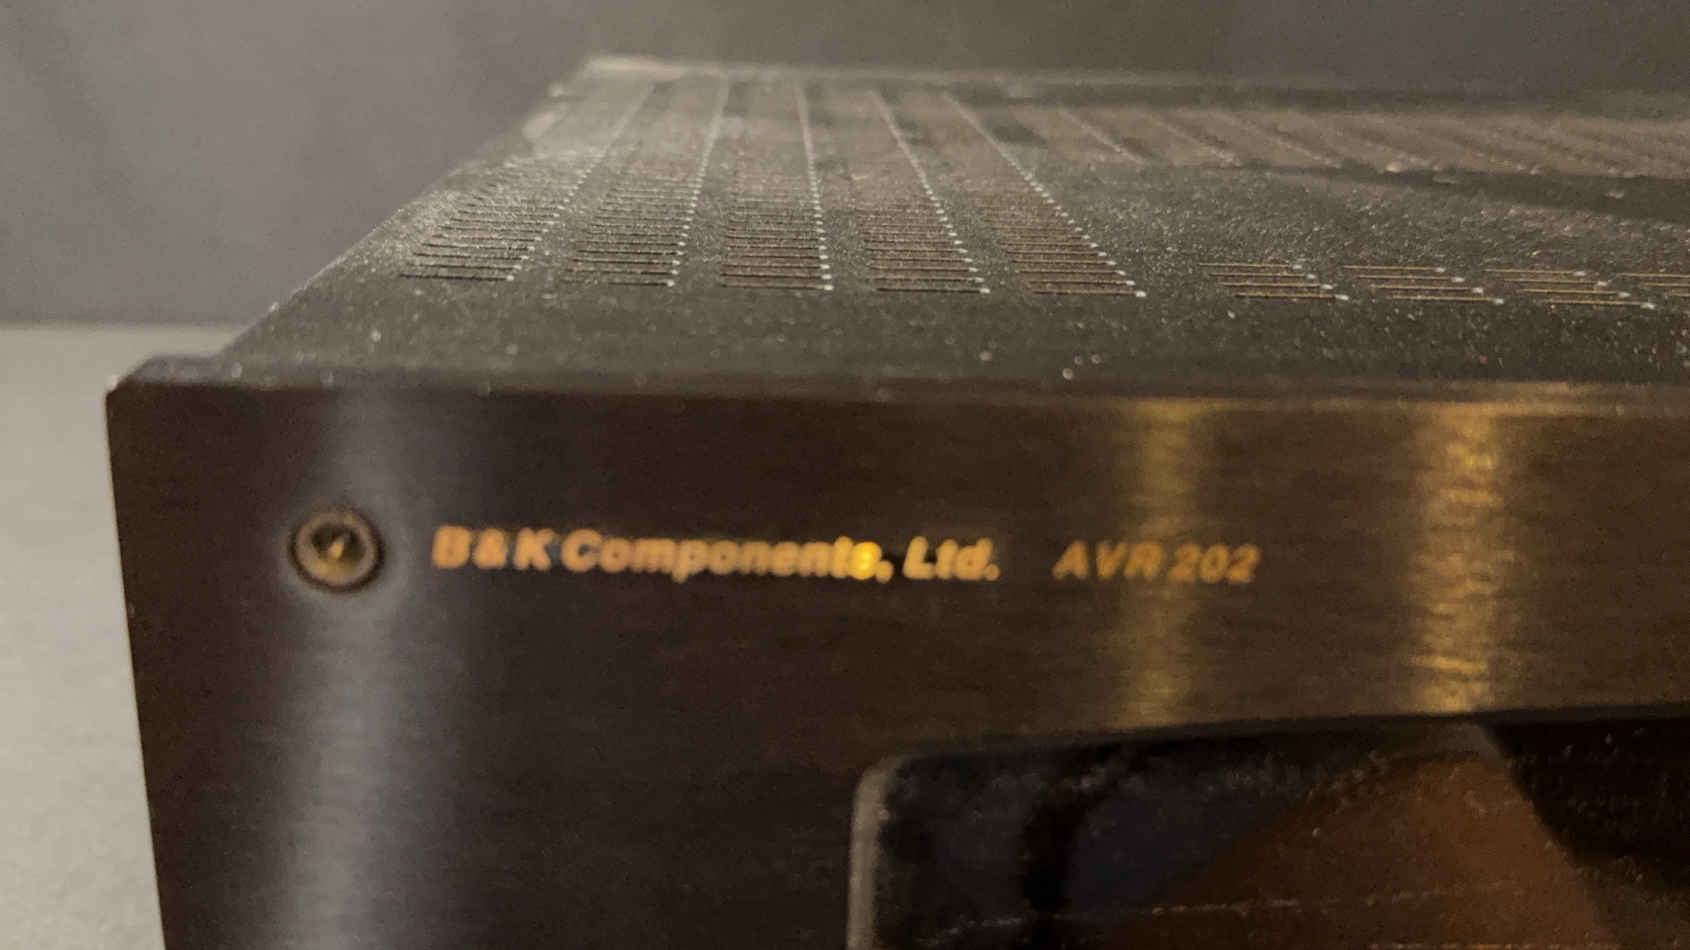 B & K Components, Ltd. AVR 202